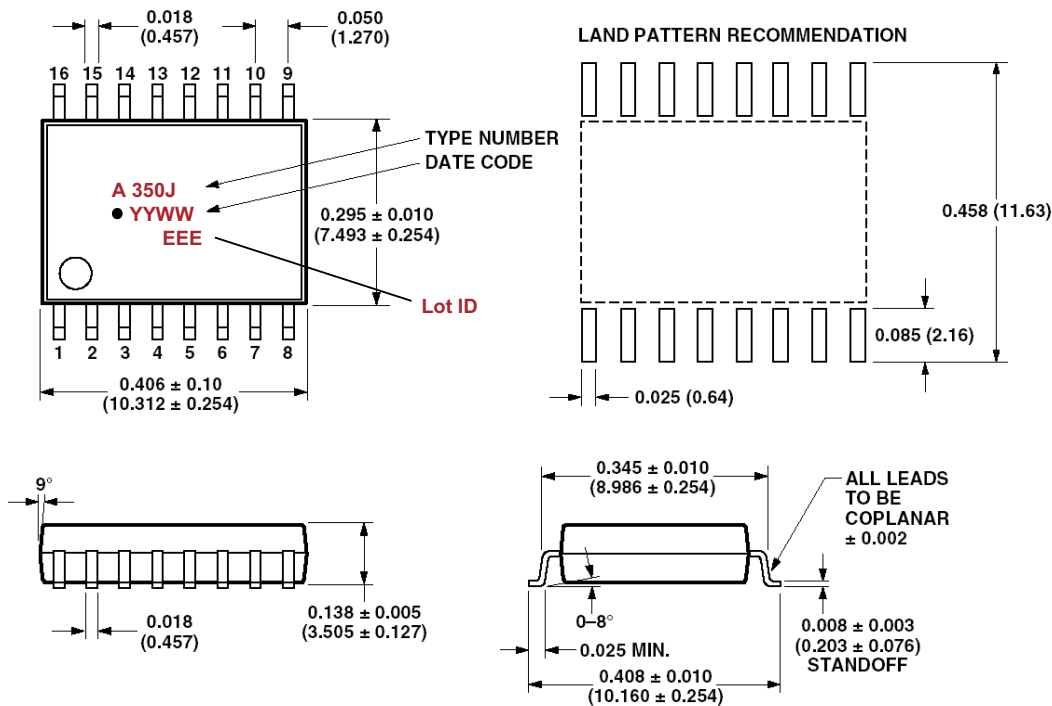 0.018
(0.457)
0.050
(1.270)
LAND PATTERN RECOMMENDATION
16 15 14 13 12 11 10 9
TYPE NUMBER
DATE CODE
A 350J
• YYWW
EEE
0.295 ± 0.010
(7.493 ± 0.254)
Lot ID
0.458 (11.63)
0.085 (2.16)
1 2 3 4 5 6 7 8
0.406 ± 0.10
(10.312 ± 0.254)
0.025 (0.64)
9°
0.018
(0.457)
0.138 ± 0.005
(3.505 ± 0.127)
0.345 ± 0.010
(8.986 ± 0.254)
ALL LEADS
TO BE
COPLANAR
± 0.002
0–8°
0.025 MIN.
0.408 ± 0.010
(10.160 ± 0.254)
0.008 ± 0.003
(0.203 ± 0.076)
STANDOFF